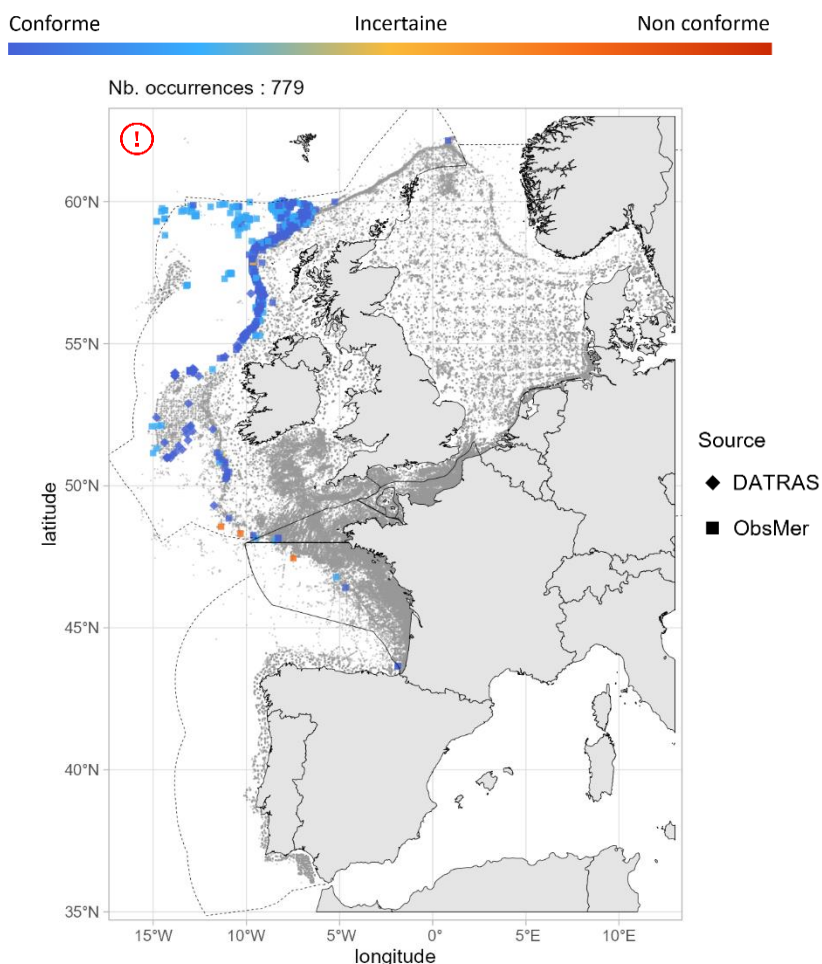 Conforme Incertaine Non conforme
Nb. occurrences : 779
!
60°N
55°N
50°N
45°N
40°N
35°N
latitude
15°W 10°W 5°W 0° 5°E 10°E
longitude
Source
DATRAS
ObsMer